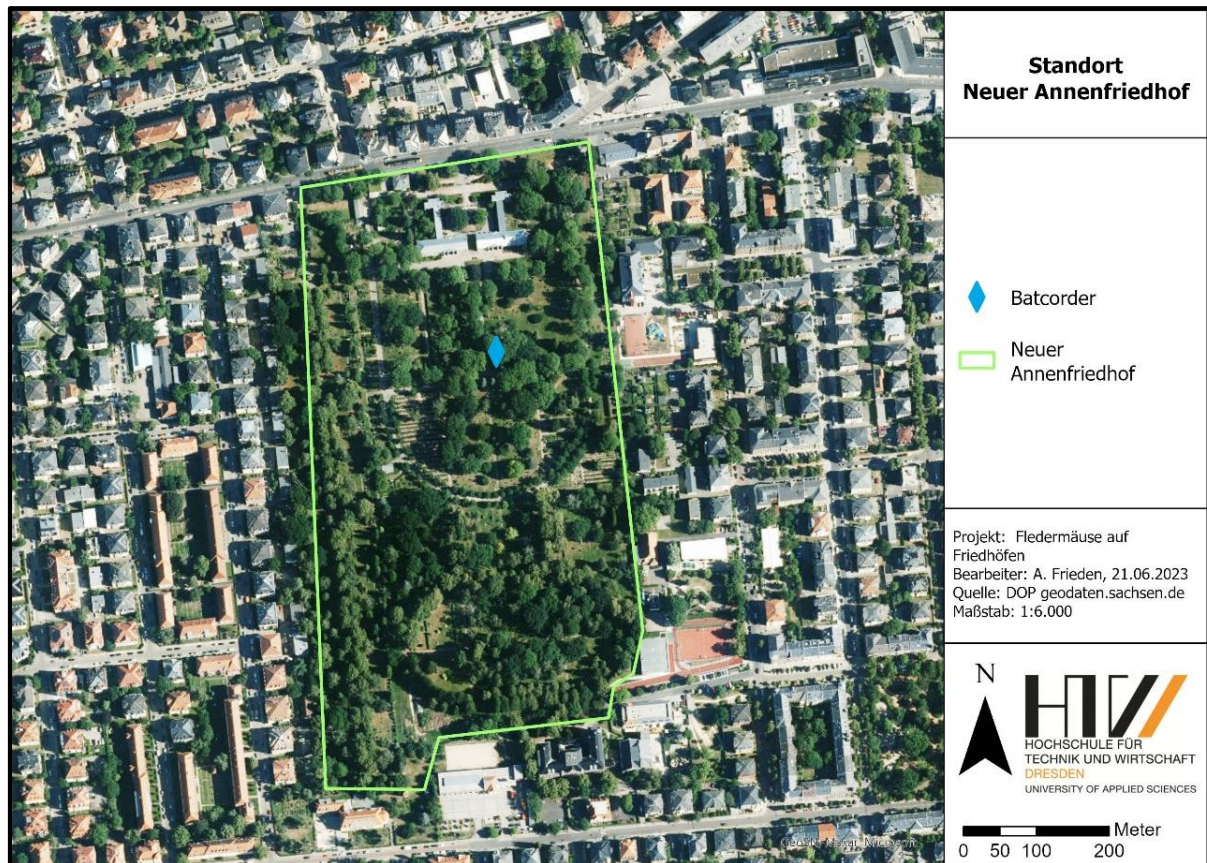 Standort
Neuer Annenfriedhof
Batcorder
Neuer
Annenfriedhof
Projekt: Fledermäuse auf
Friedhöfen
Bearbeiter: A. Frieden, 21.06.2023
Quelle: DOP geodaten.sachsen.de
Maßstab: 1:6.000
N
HTW
HOCHSCHULE FÜR
TECHNIK UND WIRTSCHAFT
DRESDEN
UNIVERSITY OF APPLIED SCIENCES
Meter
0 50 100 200
Microsoft